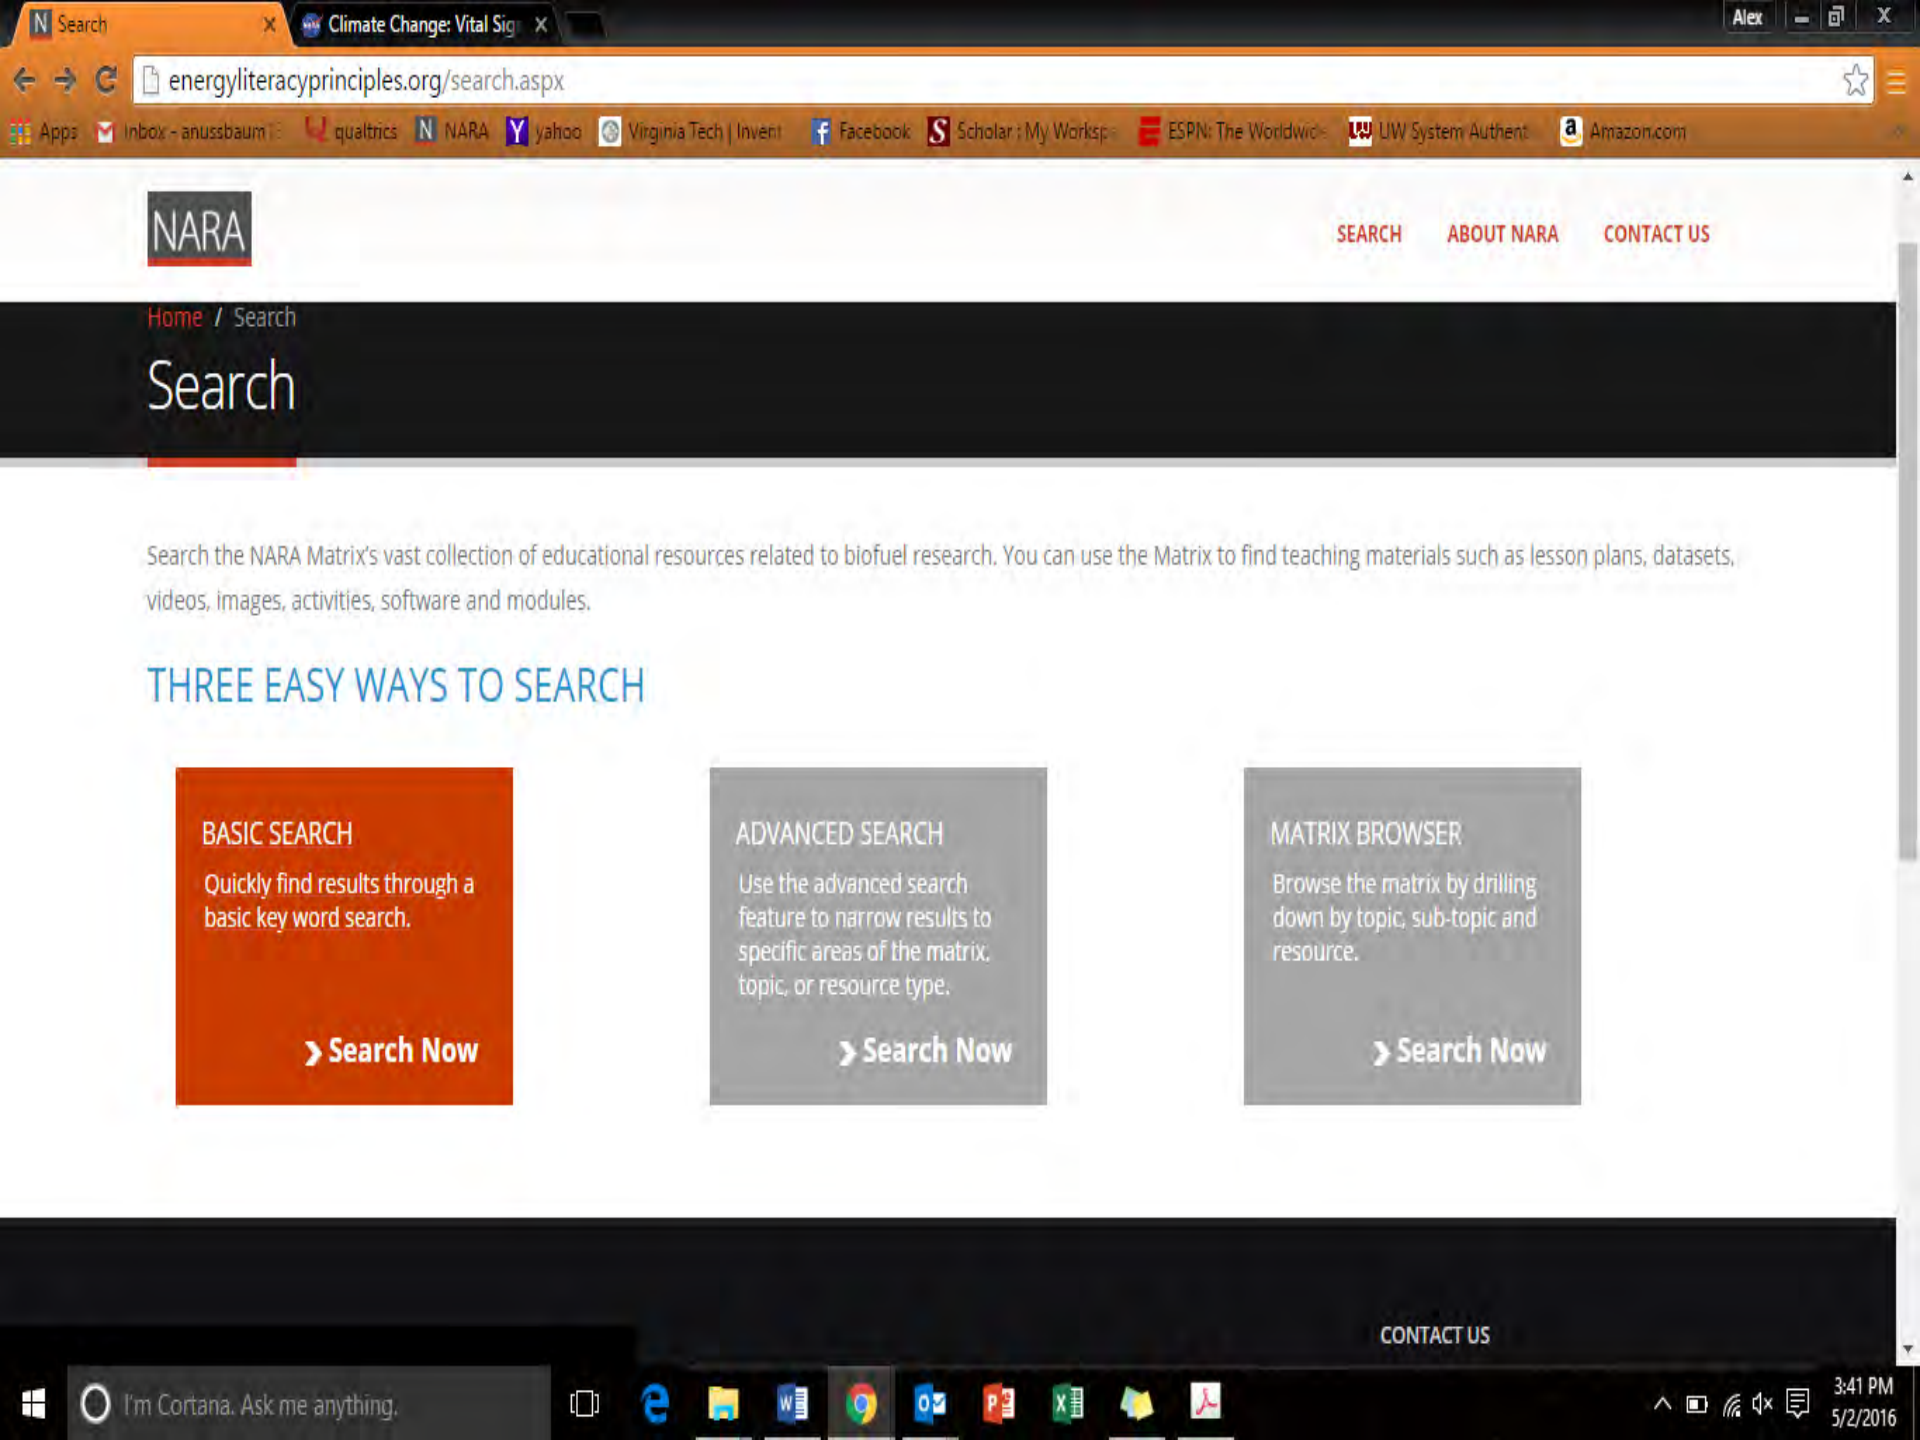 N Search
Climate Change: Vital Sig
Alex
energyliteracyprinciples.org/search.aspx
Apps
Inbox - anussbaum
qualtrics
N NARA
Y yahoo
Virginia Tech | Invent
f Facebook
S Scholar : My Worksp
ESPN: The Worldwide
UW System Authent
a Amazon.com
NARA
SEARCH ABOUT NARA CONTACT US
Home / Search
Search
Search the NARA Matrix's vast collection of educational resources related to biofuel research. You can use the Matrix to find teaching materials such as lesson plans, datasets,
videos, images, activities, software and modules.
THREE EASY WAYS TO SEARCH
BASIC SEARCH
Quickly find results through a
basic key word search.
Search Now
ADVANCED SEARCH
Use the advanced search
feature to narrow results to
specific areas of the matrix,
topic, or resource type.
Search Now
MATRIX BROWSER
Browse the matrix by drilling
down by topic, sub-topic and
resource.
Search Now
CONTACT US
I'm Cortana. Ask me anything.
3:41 PM
5/2/2016